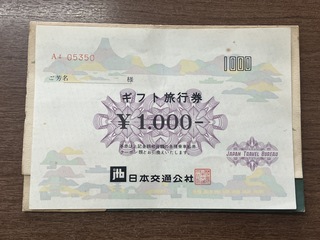 A4 05350
1000
ご芳名 様
ギフト旅行券
¥1,000-
JAPAN TRAVEL BUREAU
jtb 日本交通公社